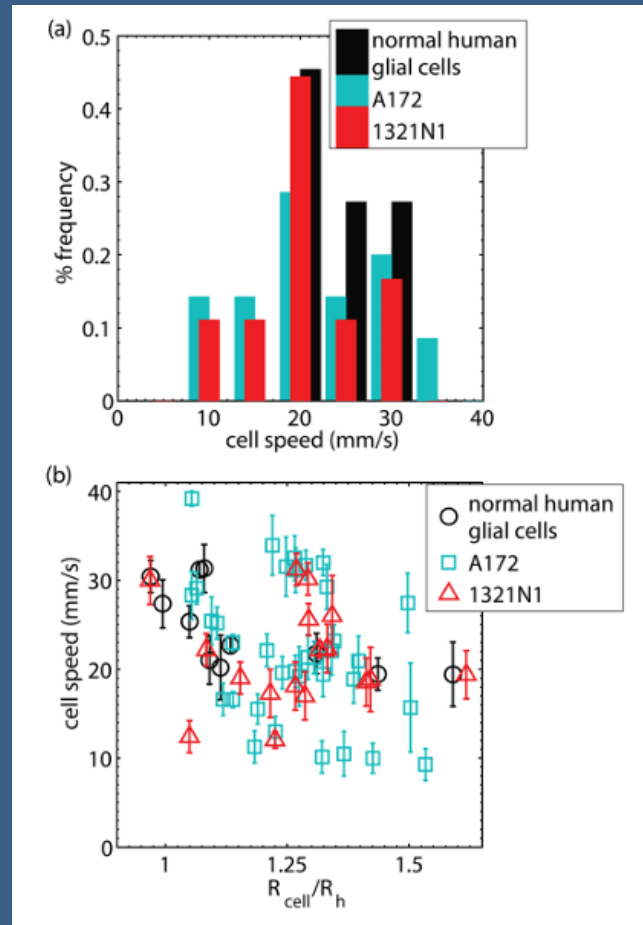 (a)
normal human
glial cells
A172
1321N1
0.5
0.4
0.3
0.2
0.1
0
% frequency
0 10 20 30 40
cell speed (mm/s)
(b)
normal human
glial cells
A172
1321N1
40
30
20
10
0
cell speed (mm/s)
1 1.25 1.5
R_cell/R_h